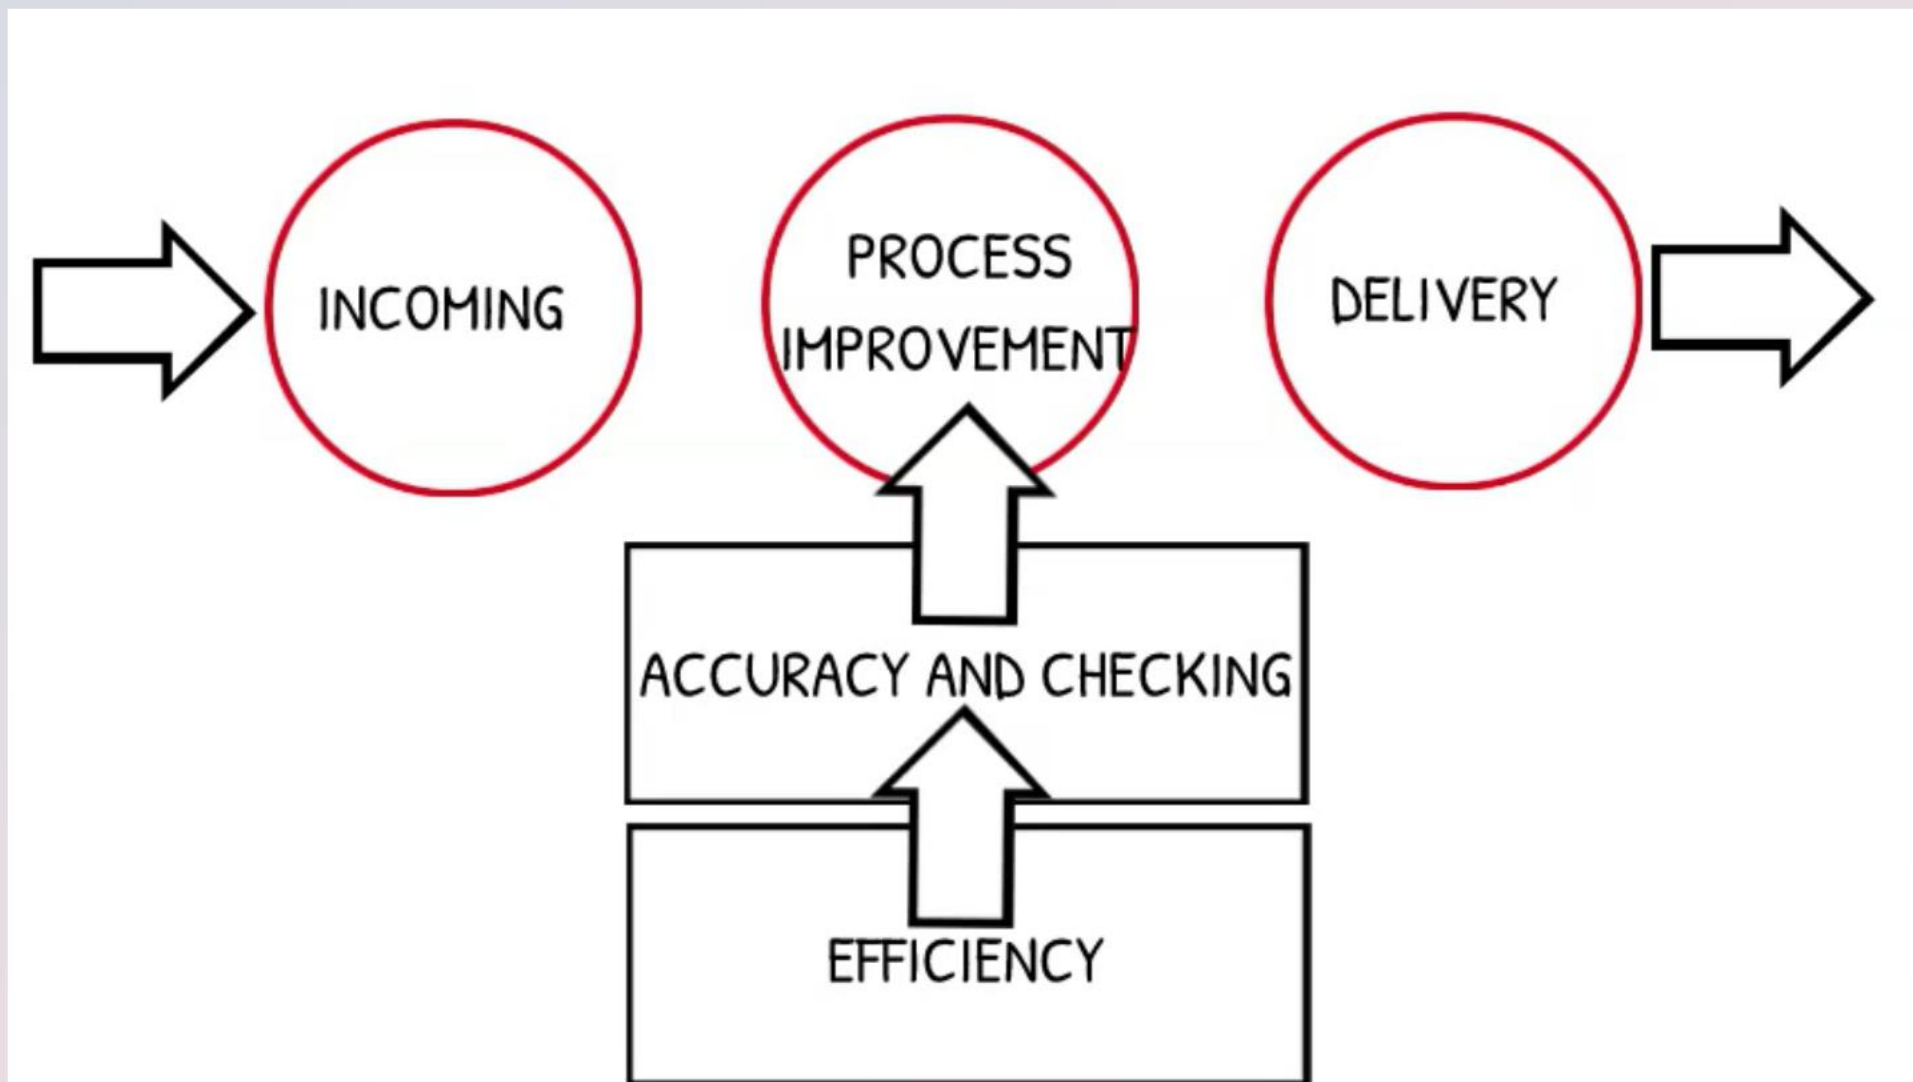 INCOMING
PROCESS
IMPROVEMENT
DELIVERY
ACCURACY AND CHECKING
EFFICIENCY